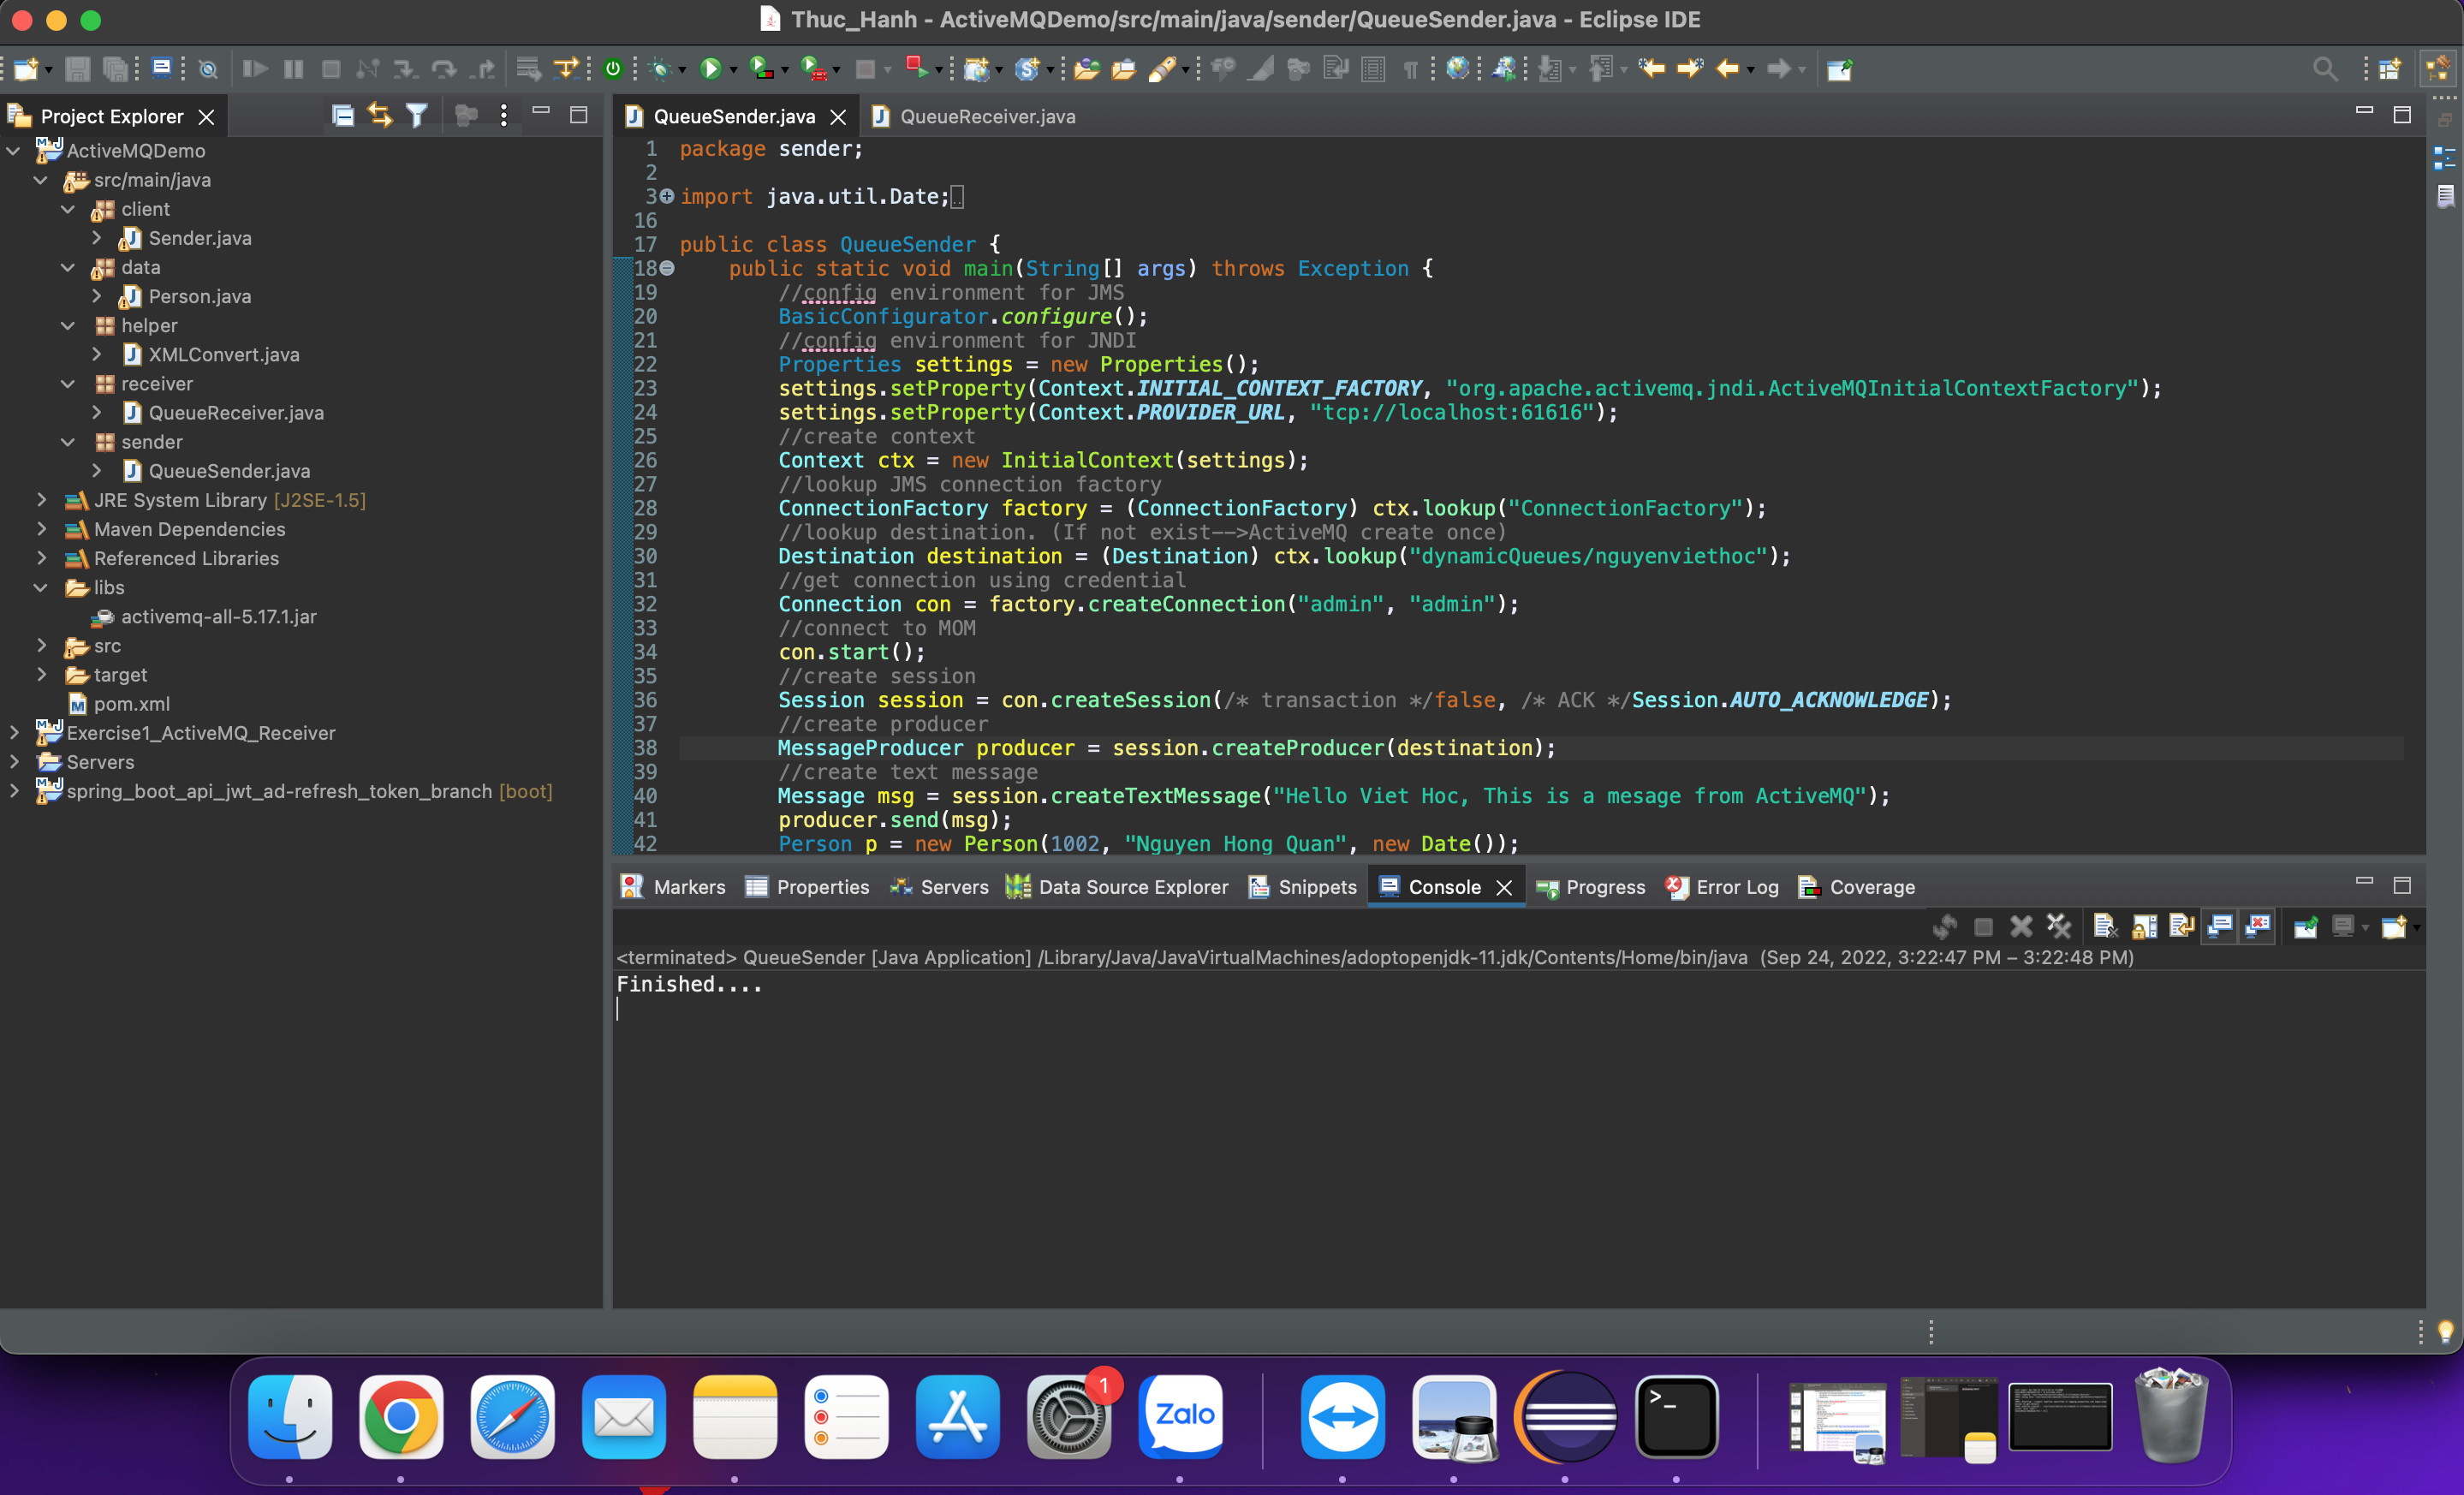 Thuc_Hanh - ActiveMQDemo/src/main/java/sender/QueueSender.java - Eclipse IDE
Project Explorer
ActiveMQDemo
src/main/java
client
Sender.java
data
Person.java
helper
XMLConvert.java
receiver
QueueReceiver.java
sender
QueueSender.java
JRE System Library [J2SE-1.5]
Maven Dependencies
Referenced Libraries
libs
activemq-all-5.17.1.jar
src
target
pom.xml
Exercise1_ActiveMQ_Receiver
Servers
spring_boot_api_jwt_ad-refresh_token_branch [boot]
QueueSender.java QueueReceiver.java
1 package sender;
2
3 import java.util.Date;
16
17 public class QueueSender {
18 public static void main(String[] args) throws Exception {
19 //config environment for JMS
20 BasicConfigurator.configure();
21 //config environment for JNDI
22 Properties settings = new Properties();
23 settings.setProperty(Context.INITIAL_CONTEXT_FACTORY, "org.apache.activemq.jndi.ActiveMQInitialContextFactory");
24 settings.setProperty(Context.PROVIDER_URL, "tcp://localhost:61616");
25 //create context
26 Context ctx = new InitialContext(settings);
27 //lookup JMS connection factory
28 ConnectionFactory factory = (ConnectionFactory) ctx.lookup("ConnectionFactory");
29 //lookup destination. (If not exist-->ActiveMQ create once)
30 Destination destination = (Destination) ctx.lookup("dynamicQueues/nguyenviethoc");
31 //get connection using credential
32 Connection con = factory.createConnection("admin", "admin");
33 //connect to MOM
34 con.start();
35 //create session
36 Session session = con.createSession(/* transaction */false, /* ACK */Session.AUTO_ACKNOWLEDGE);
37 //create producer
38 MessageProducer producer = session.createProducer(destination);
39 //create text message
40 Message msg = session.createTextMessage("Hello Viet Hoc, This is a mesage from ActiveMQ");
41 producer.send(msg);
42 Person p = new Person(1002, "Nguyen Hong Quan", new Date());
Markers Properties Servers Data Source Explorer Snippets Console Progress Error Log Coverage
<terminated> QueueSender [Java Application] /Library/Java/JavaVirtualMachines/adoptopenjdk-11.jdk/Contents/Home/bin/java (Sep 24, 2022, 3:22:47 PM – 3:22:48 PM)
Finished....
1
Zalo